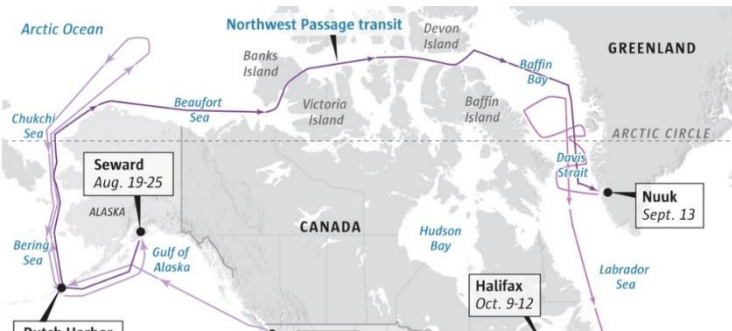 Arctic Ocean
Northwest Passage transit
Devon
Island
GREENLAND
Banks
Island
Baffin
Bay
Beaufort
Sea
Victoria
Island
Baffin
Island
Chukchi
Sea
ARCTIC CIRCLE
Davis
Strait
Seward
Aug. 19-25
Nuuk
Sept. 13
ALASKA
CANADA
Hudson
Bay
Bering
Sea
Gulf of
Alaska
Labrador
Sea
Halifax
Oct. 9-12
Dutch Harbor